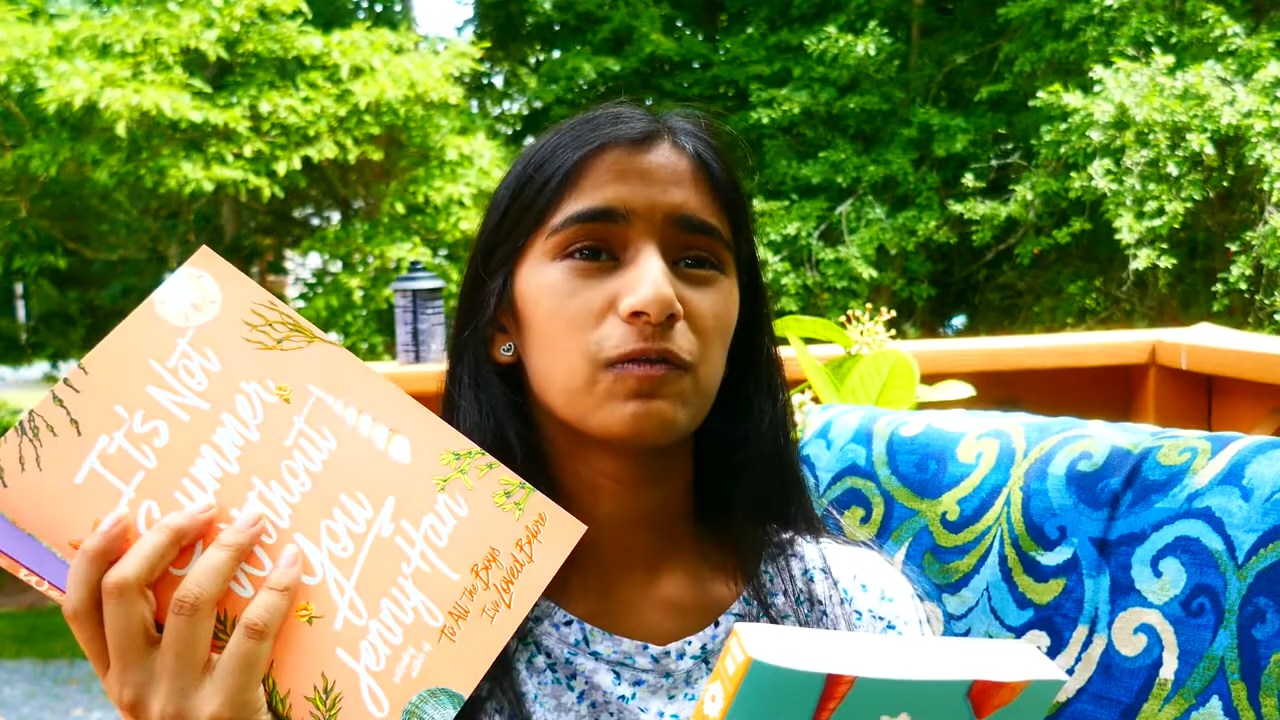 It's Not
Summer
Without
You
Jenny Han
To All the Boys
I've Loved Before